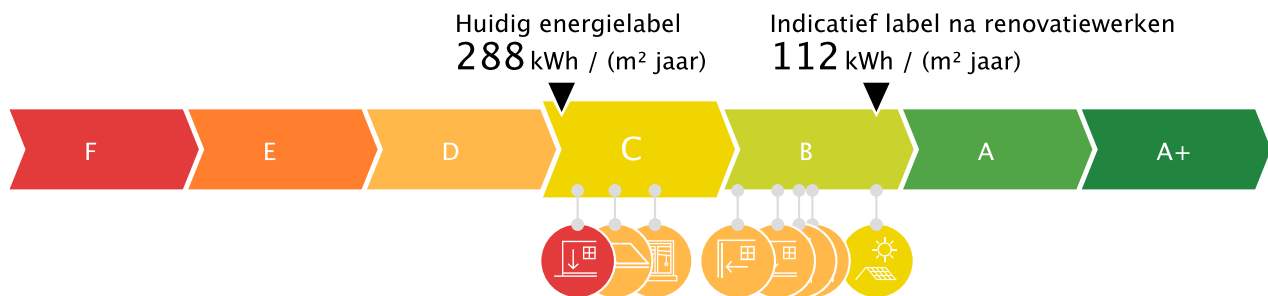 Huidig energielabel
288 kWh / (m² jaar)
Indicatief label na renovatiewerken
112 kWh / (m² jaar)
F E D C B A A+